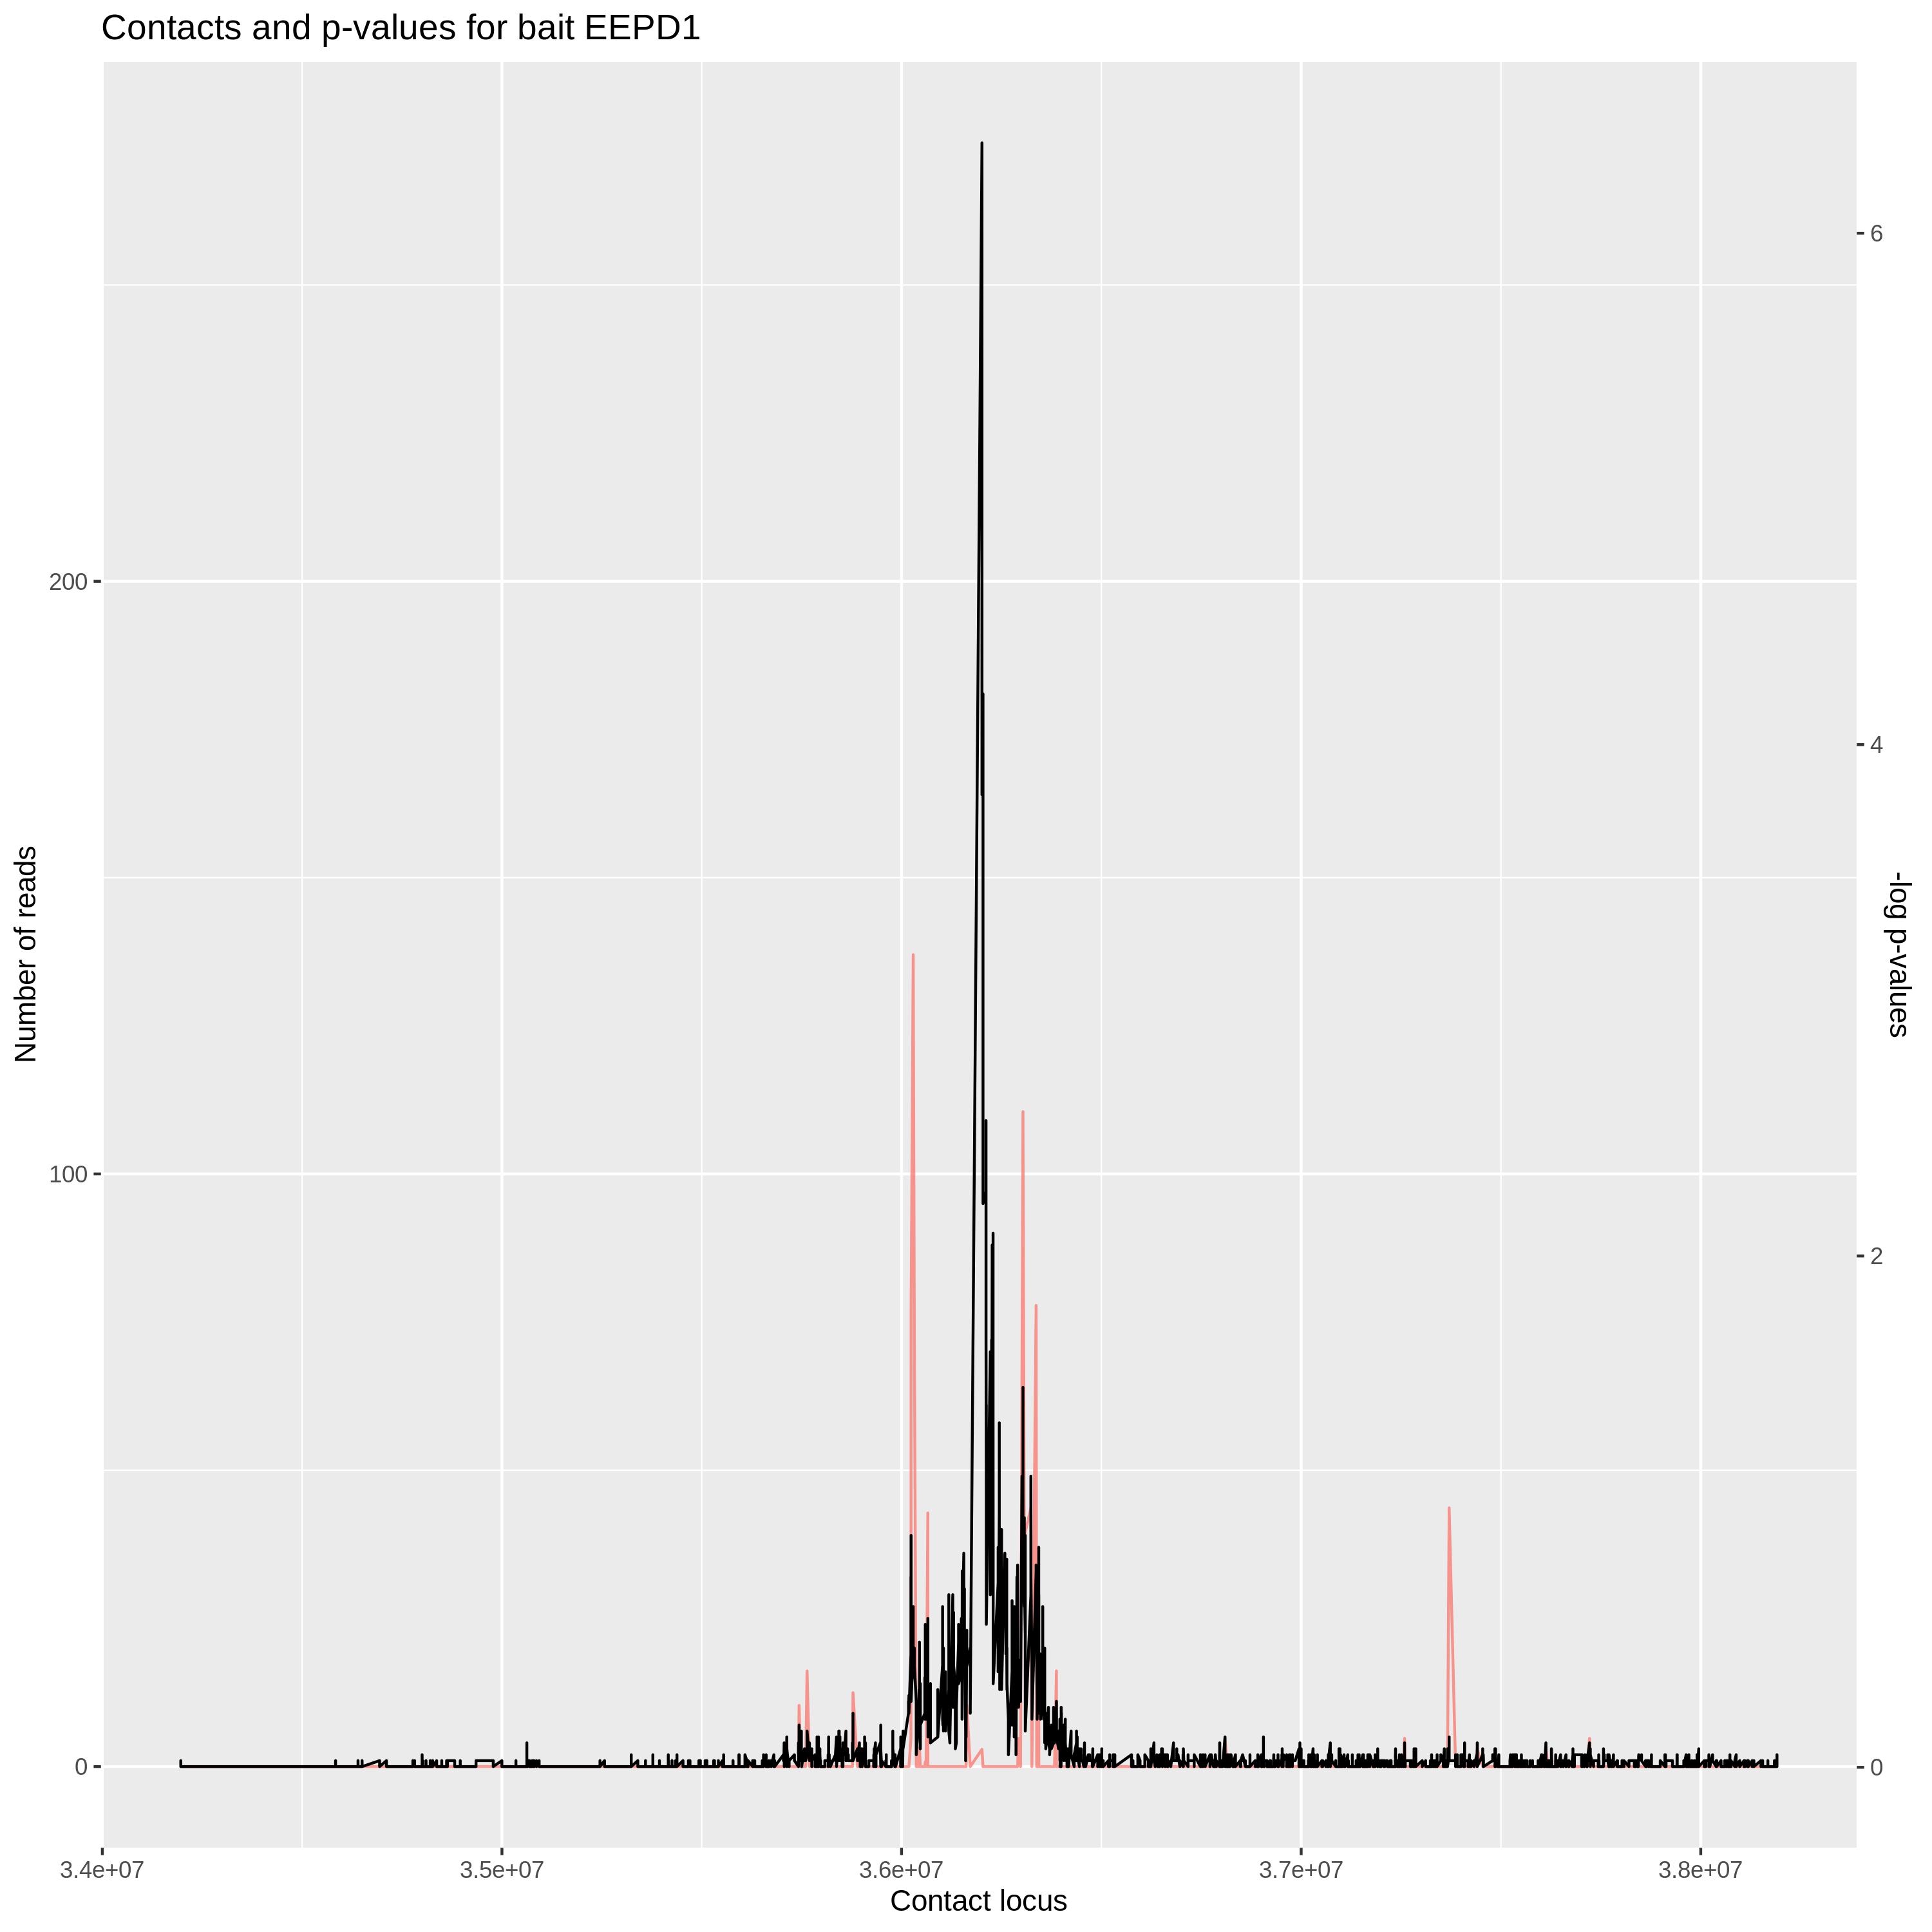 Contacts and p-values for bait EEPD1
Number of reads
200
100
0
6
4
2
0
-log p-values
3.4e+07 3.5e+07 3.6e+07 3.7e+07 3.8e+07
Contact locus